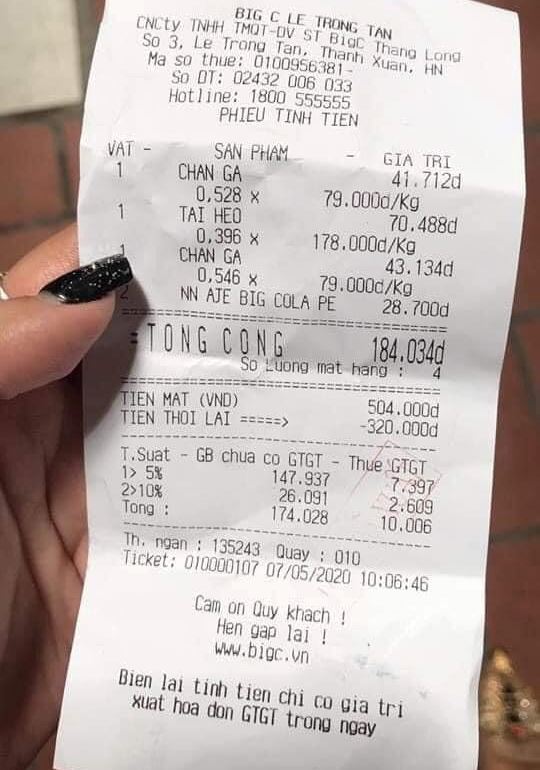 BIG C LE TRONG TAN
CNCty TNHH TMQT-DV ST BigC Thang Long
So 3, Le Trong Tan, Thanh Xuan, HN
Ma so thue: 0100956381-
So DT: 02432 006 033
Hotline: 1800 555555
PHIEU TINH TIEN
VAT - SAN PHAM - GIA TRI
1 CHAN GA 41.712d
0,528 x 79.000d/Kg
1 TAI HEO 70.488d
0,396 x 178.000d/Kg
1 CHAN GA 43.134d
0,546 x 79.000d/Kg
2 NN AJE BIG COLA PE 28.700d
=TONG CONG 184.034d
So Luong mat hang : 4
TIEN MAT (VND) 504.000d
TIEN THOI LAI =====> -320.000d
T.Suat - GB chua co GTGT - Thue GTGT
1> 5% 147.937 7.397
2>10% 26.091 2.609
Tong : 174.028 10.006
Th. ngan : 135243 Quay : 010
Ticket: 010000107 07/05/2020 10:06:46
Cam on Quy khach !
Hen gap lai !
www.bigc.vn
Bien lai tinh tien chi co gia tri
xuat hoa don GTGT trong ngay